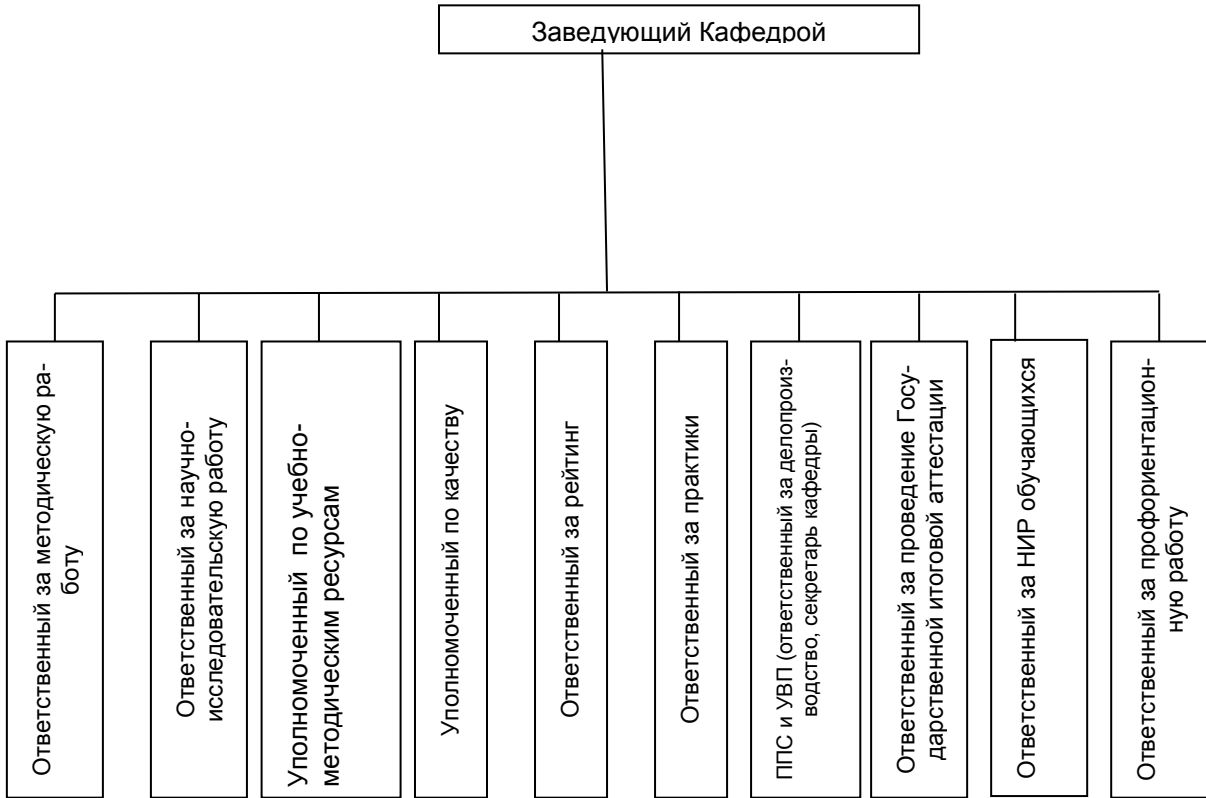 Заведующий Кафедрой
Ответственный за методическую ра-
боту
Ответственный за научно-
исследовательскую работу
Уполномоченный по учебно-
методическим ресурсам
Уполномоченный по качеству
Ответственный за рейтинг
Ответственный за практики
ППС и УВП (ответственный за делопроиз-
водство, секретарь кафедры)
Ответственный за проведение Госу-
дарственной итоговой аттестации
Ответственный за НИР обучающихся
Ответственный за профориентацион-
ную работу